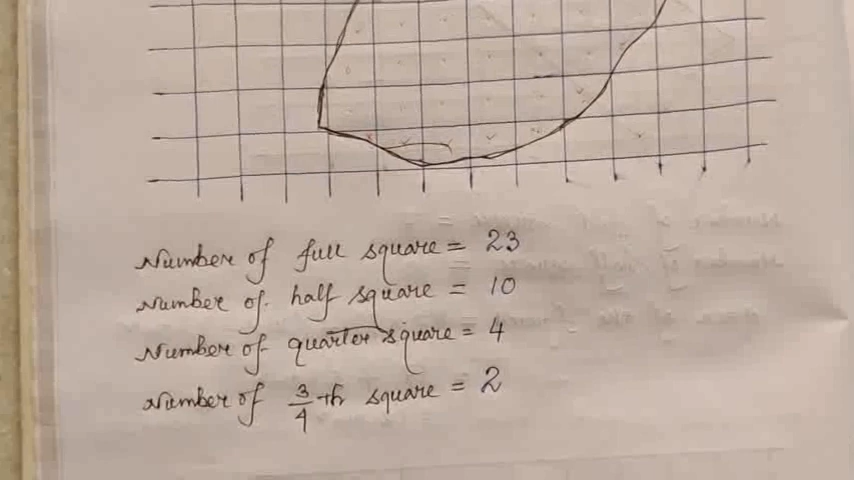 Number of full square = 23
Number of half square = 10
Number of quarter square = 4
Number of 3/4 th square = 2